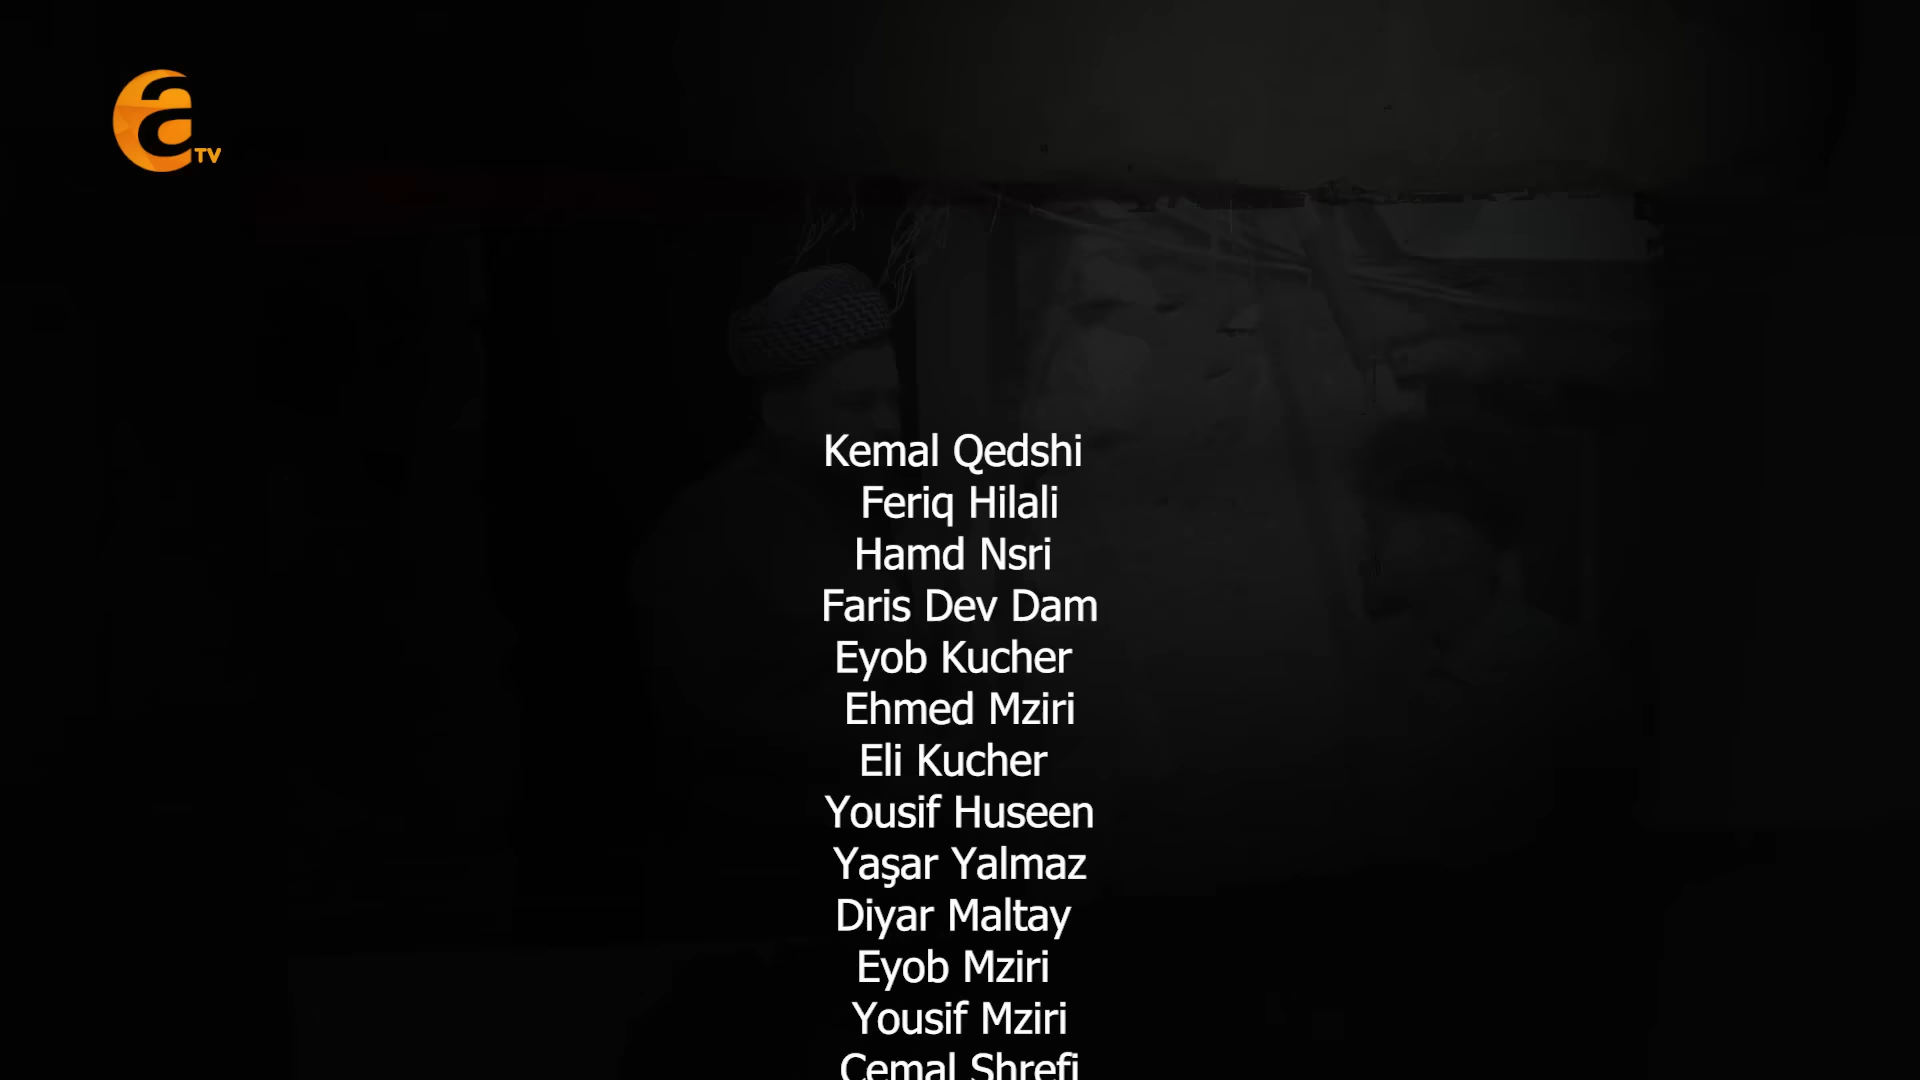 a TV
Kemal Qedshi
Feriq Hilali
Hamd Nsri
Faris Dev Dam
Eyob Kucher
Ehmed Mziri
Eli Kucher
Yousif Huseen
Yaşar Yalmaz
Diyar Maltay
Eyob Mziri
Yousif Mziri
Cemal Shrefi